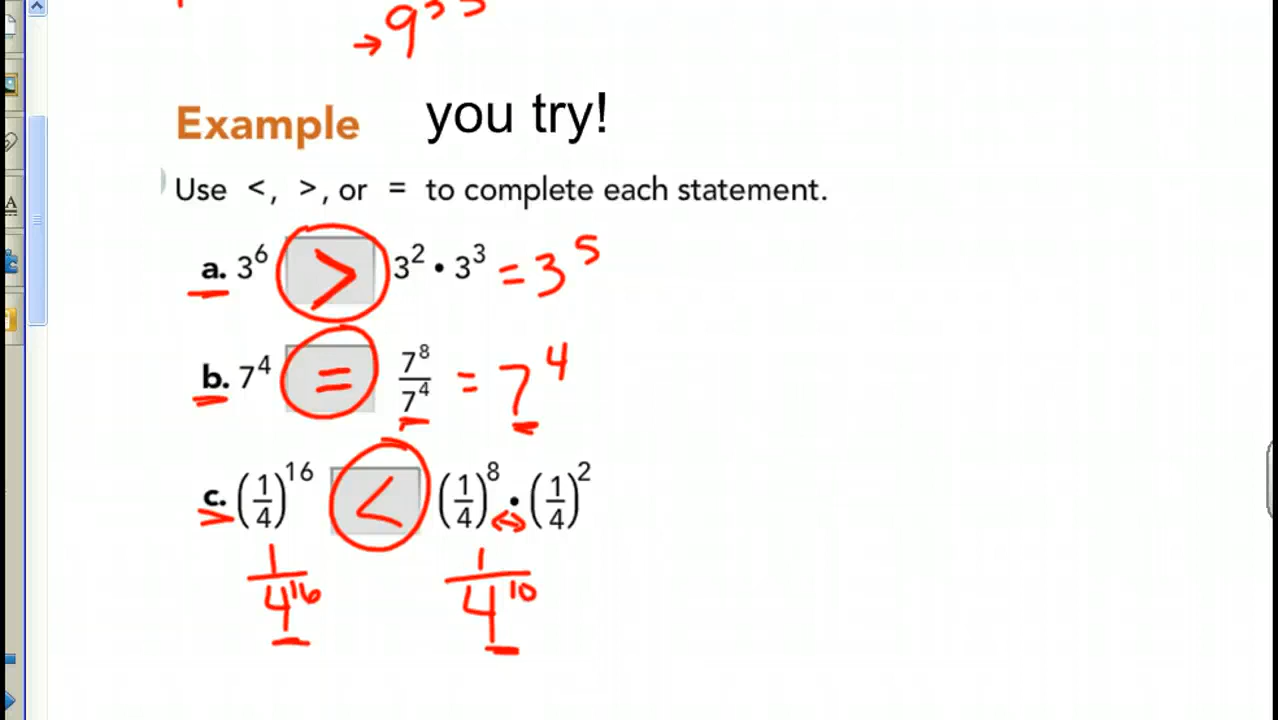 →9
Example you try!
Use <, >, or = to complete each statement.
a. 3⁶ > 3² • 3³ = 3⁵
b. 7⁴ = 7⁸/7⁴ = 7⁴
c. (1/4)¹⁶ < (1/4)⁸ • (1/4)²
1/4¹⁶ 1/4¹⁰